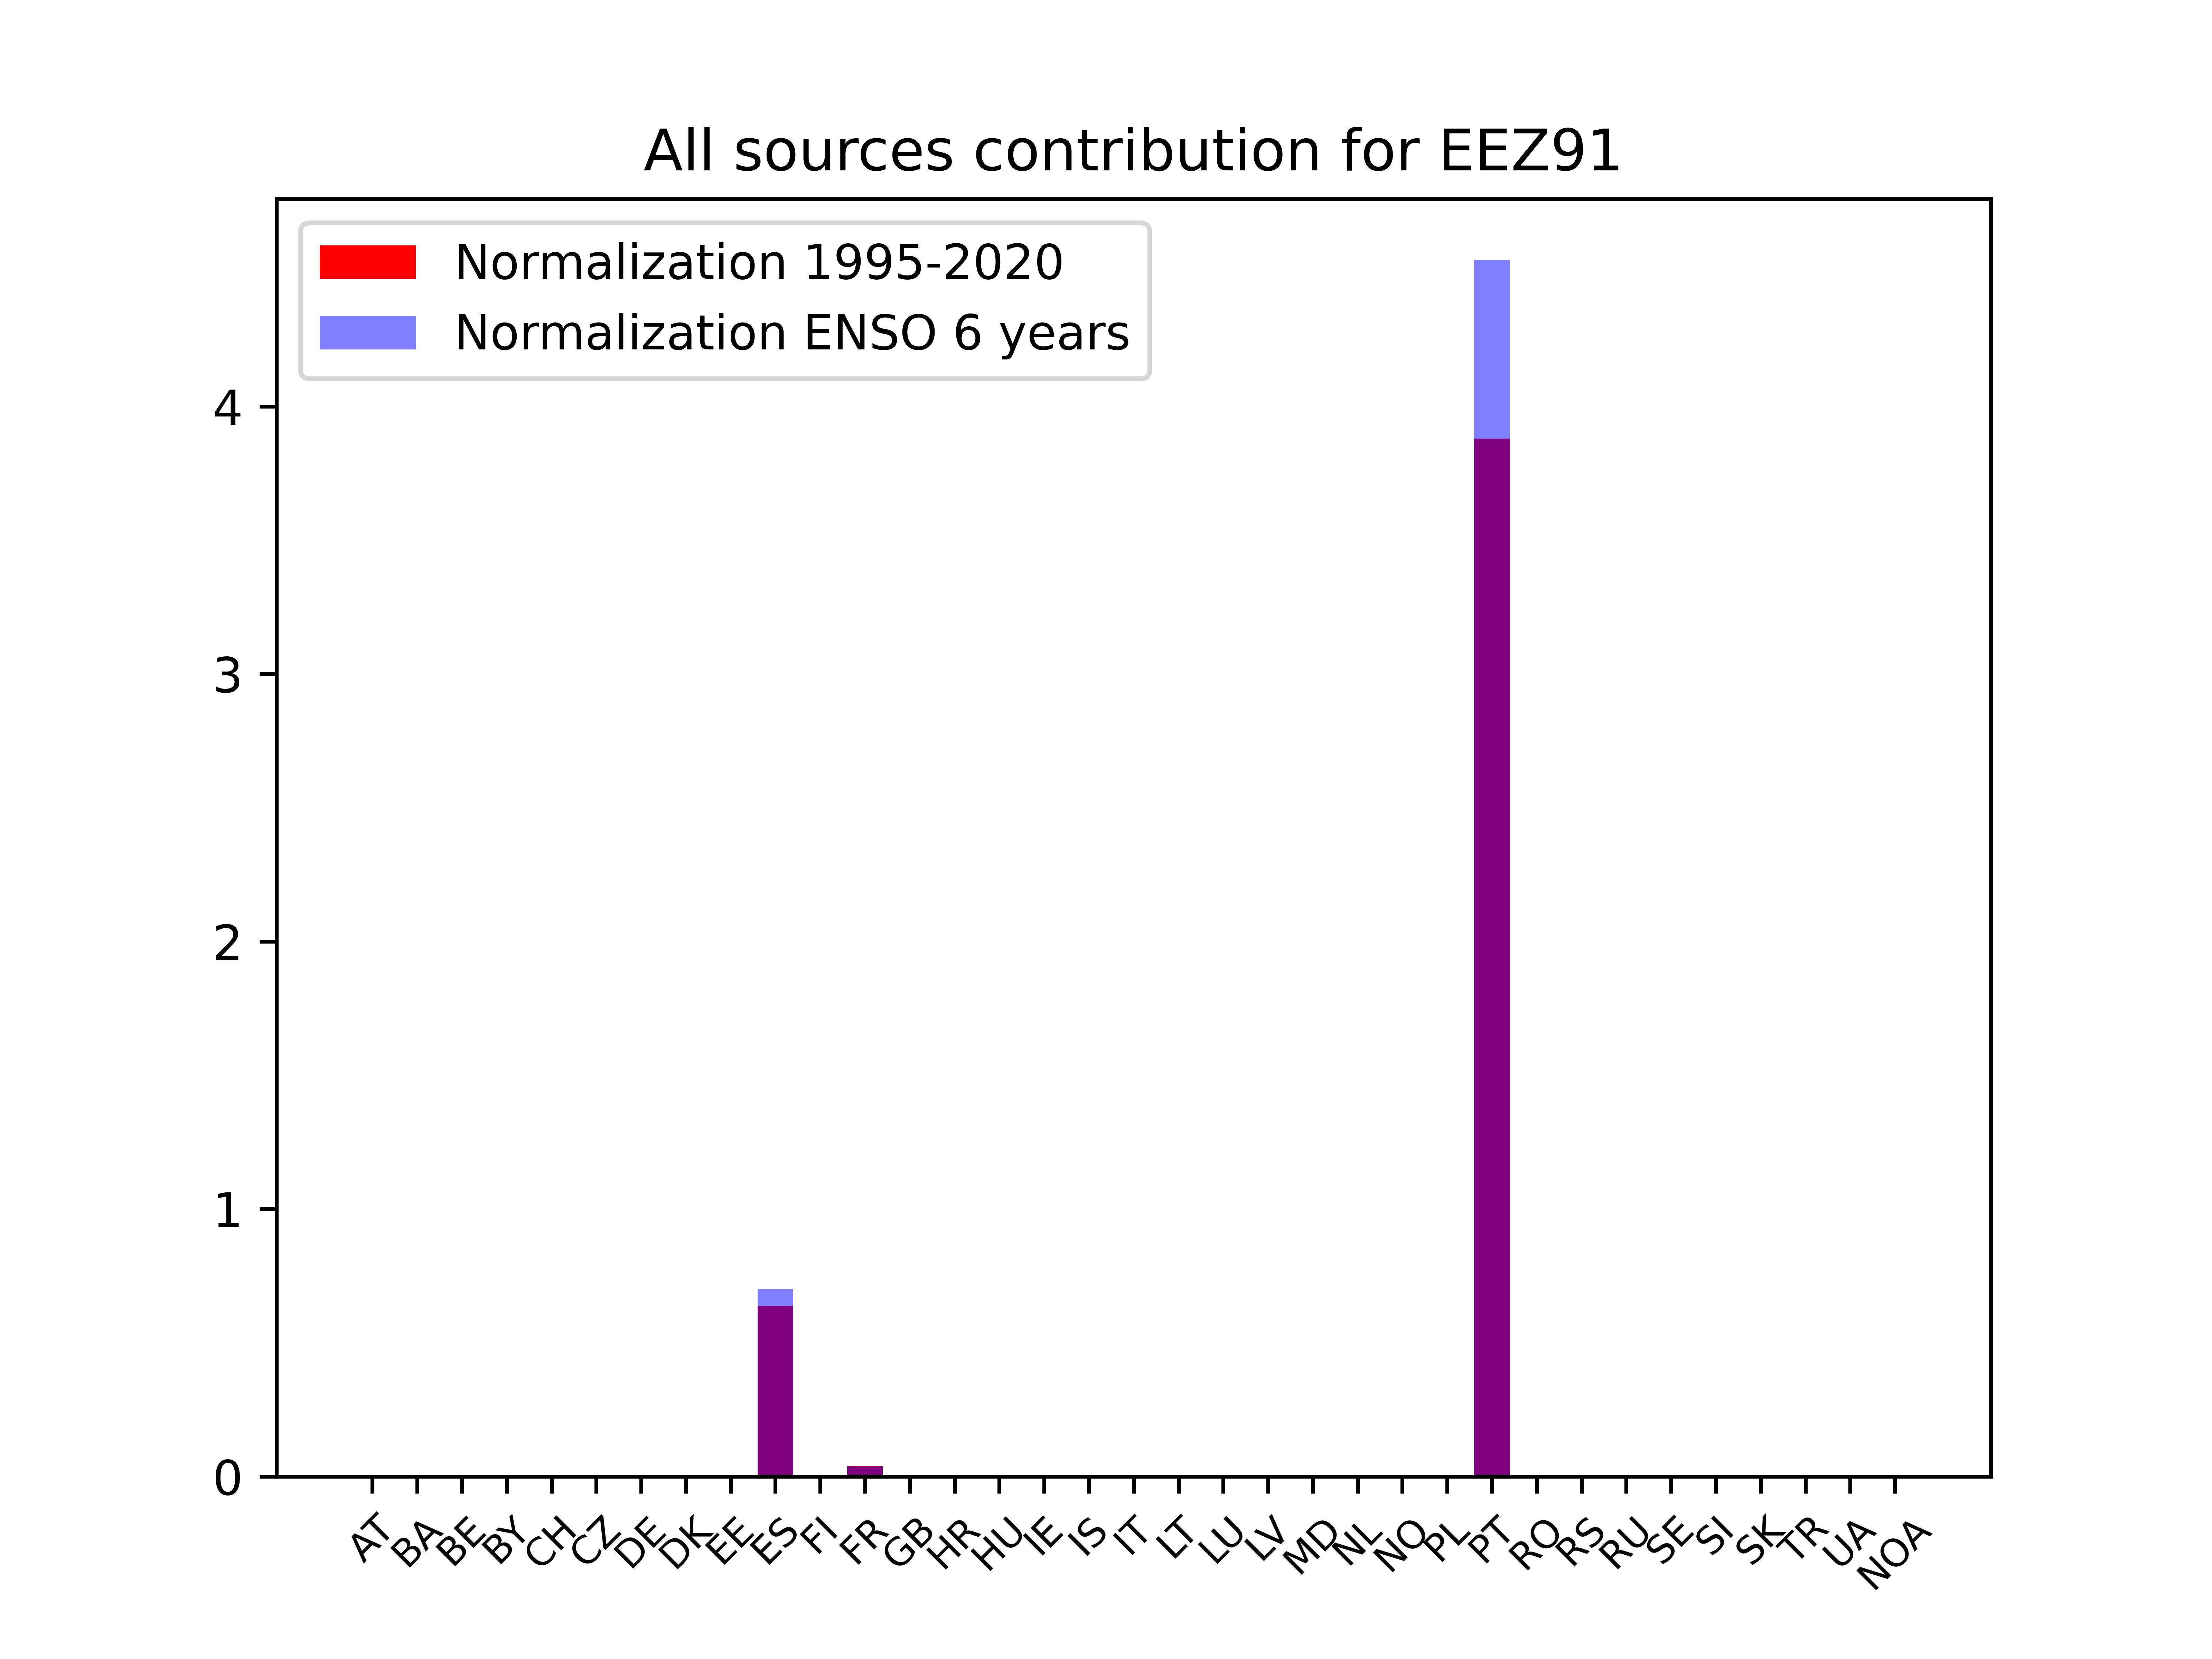 All sources contribution for EEZ91
Normalization 1995-2020
Normalization ENSO 6 years
4
3
2
1
0
AT BA BE BY CH CZ DE DK EE ES FI FR GB HR HU IE IS IT LT LU LV MD NL NO PL PT RO RS RU SE SI SK TR UA NOA